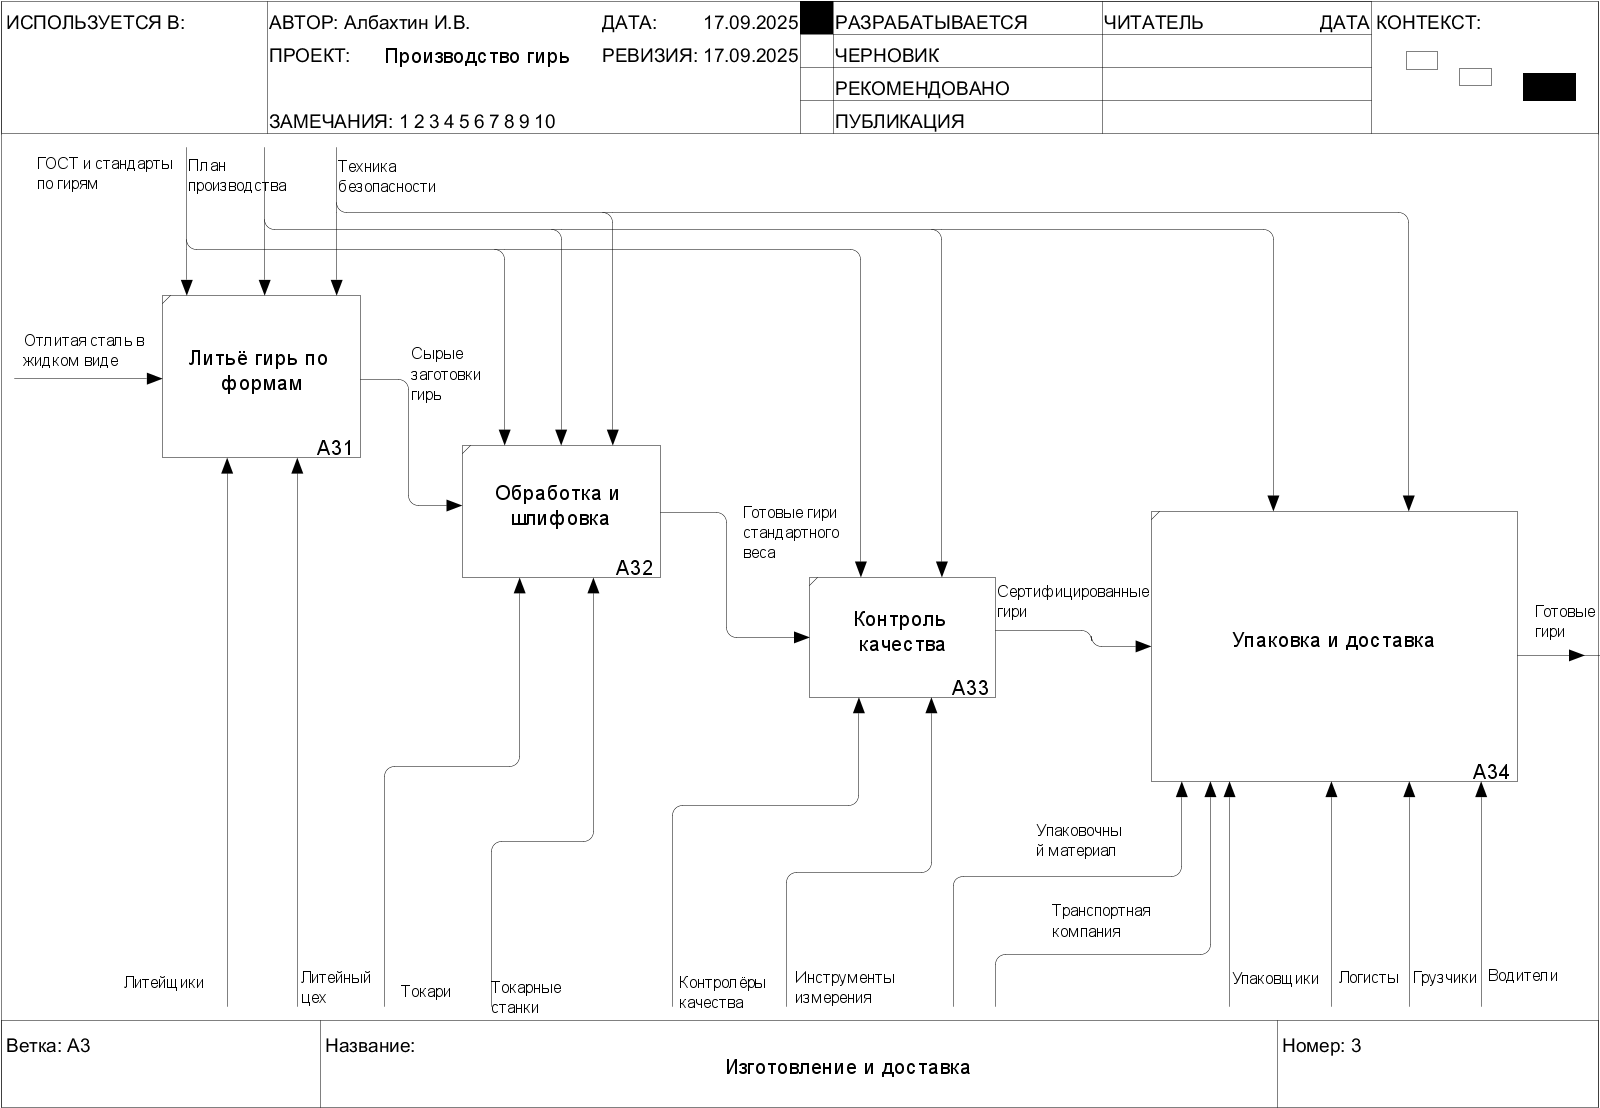 ИСПОЛЬЗУЕТСЯ В:
АВТОР: Албахтин И.В.
ДАТА: 17.09.2025
ПРОЕКТ: Производство гирь
РЕВИЗИЯ: 17.09.2025
ЗАМЕЧАНИЯ: 1 2 3 4 5 6 7 8 9 10
РАЗРАБАТЫВАЕТСЯ
ЧЕРНОВИК
РЕКОМЕНДОВАНО
ПУБЛИКАЦИЯ
ЧИТАТЕЛЬ
ДАТА
КОНТЕКСТ:
ГОСТ и стандарты
по гирям
План
производства
Техника
безопасности
Отлитая сталь в
жидком виде
Литьё гирь по
формам
A31
Сырые
заготовки
гирь
Обработка и
шлифовка
A32
Готовые гири
стандартного
веса
Контроль
качества
A33
Сертифицированные
гири
Упаковка и доставка
A34
Готовые
гири
Упаковочны
й материал
Транспортная
компания
Литейщики
Литейный
цех
Токари
Токарные
станки
Контролёры
качества
Инструменты
измерения
Упаковщики
Логисты
Грузчики
Водители
Ветка: A3
Название:
Изготовление и доставка
Номер: 3